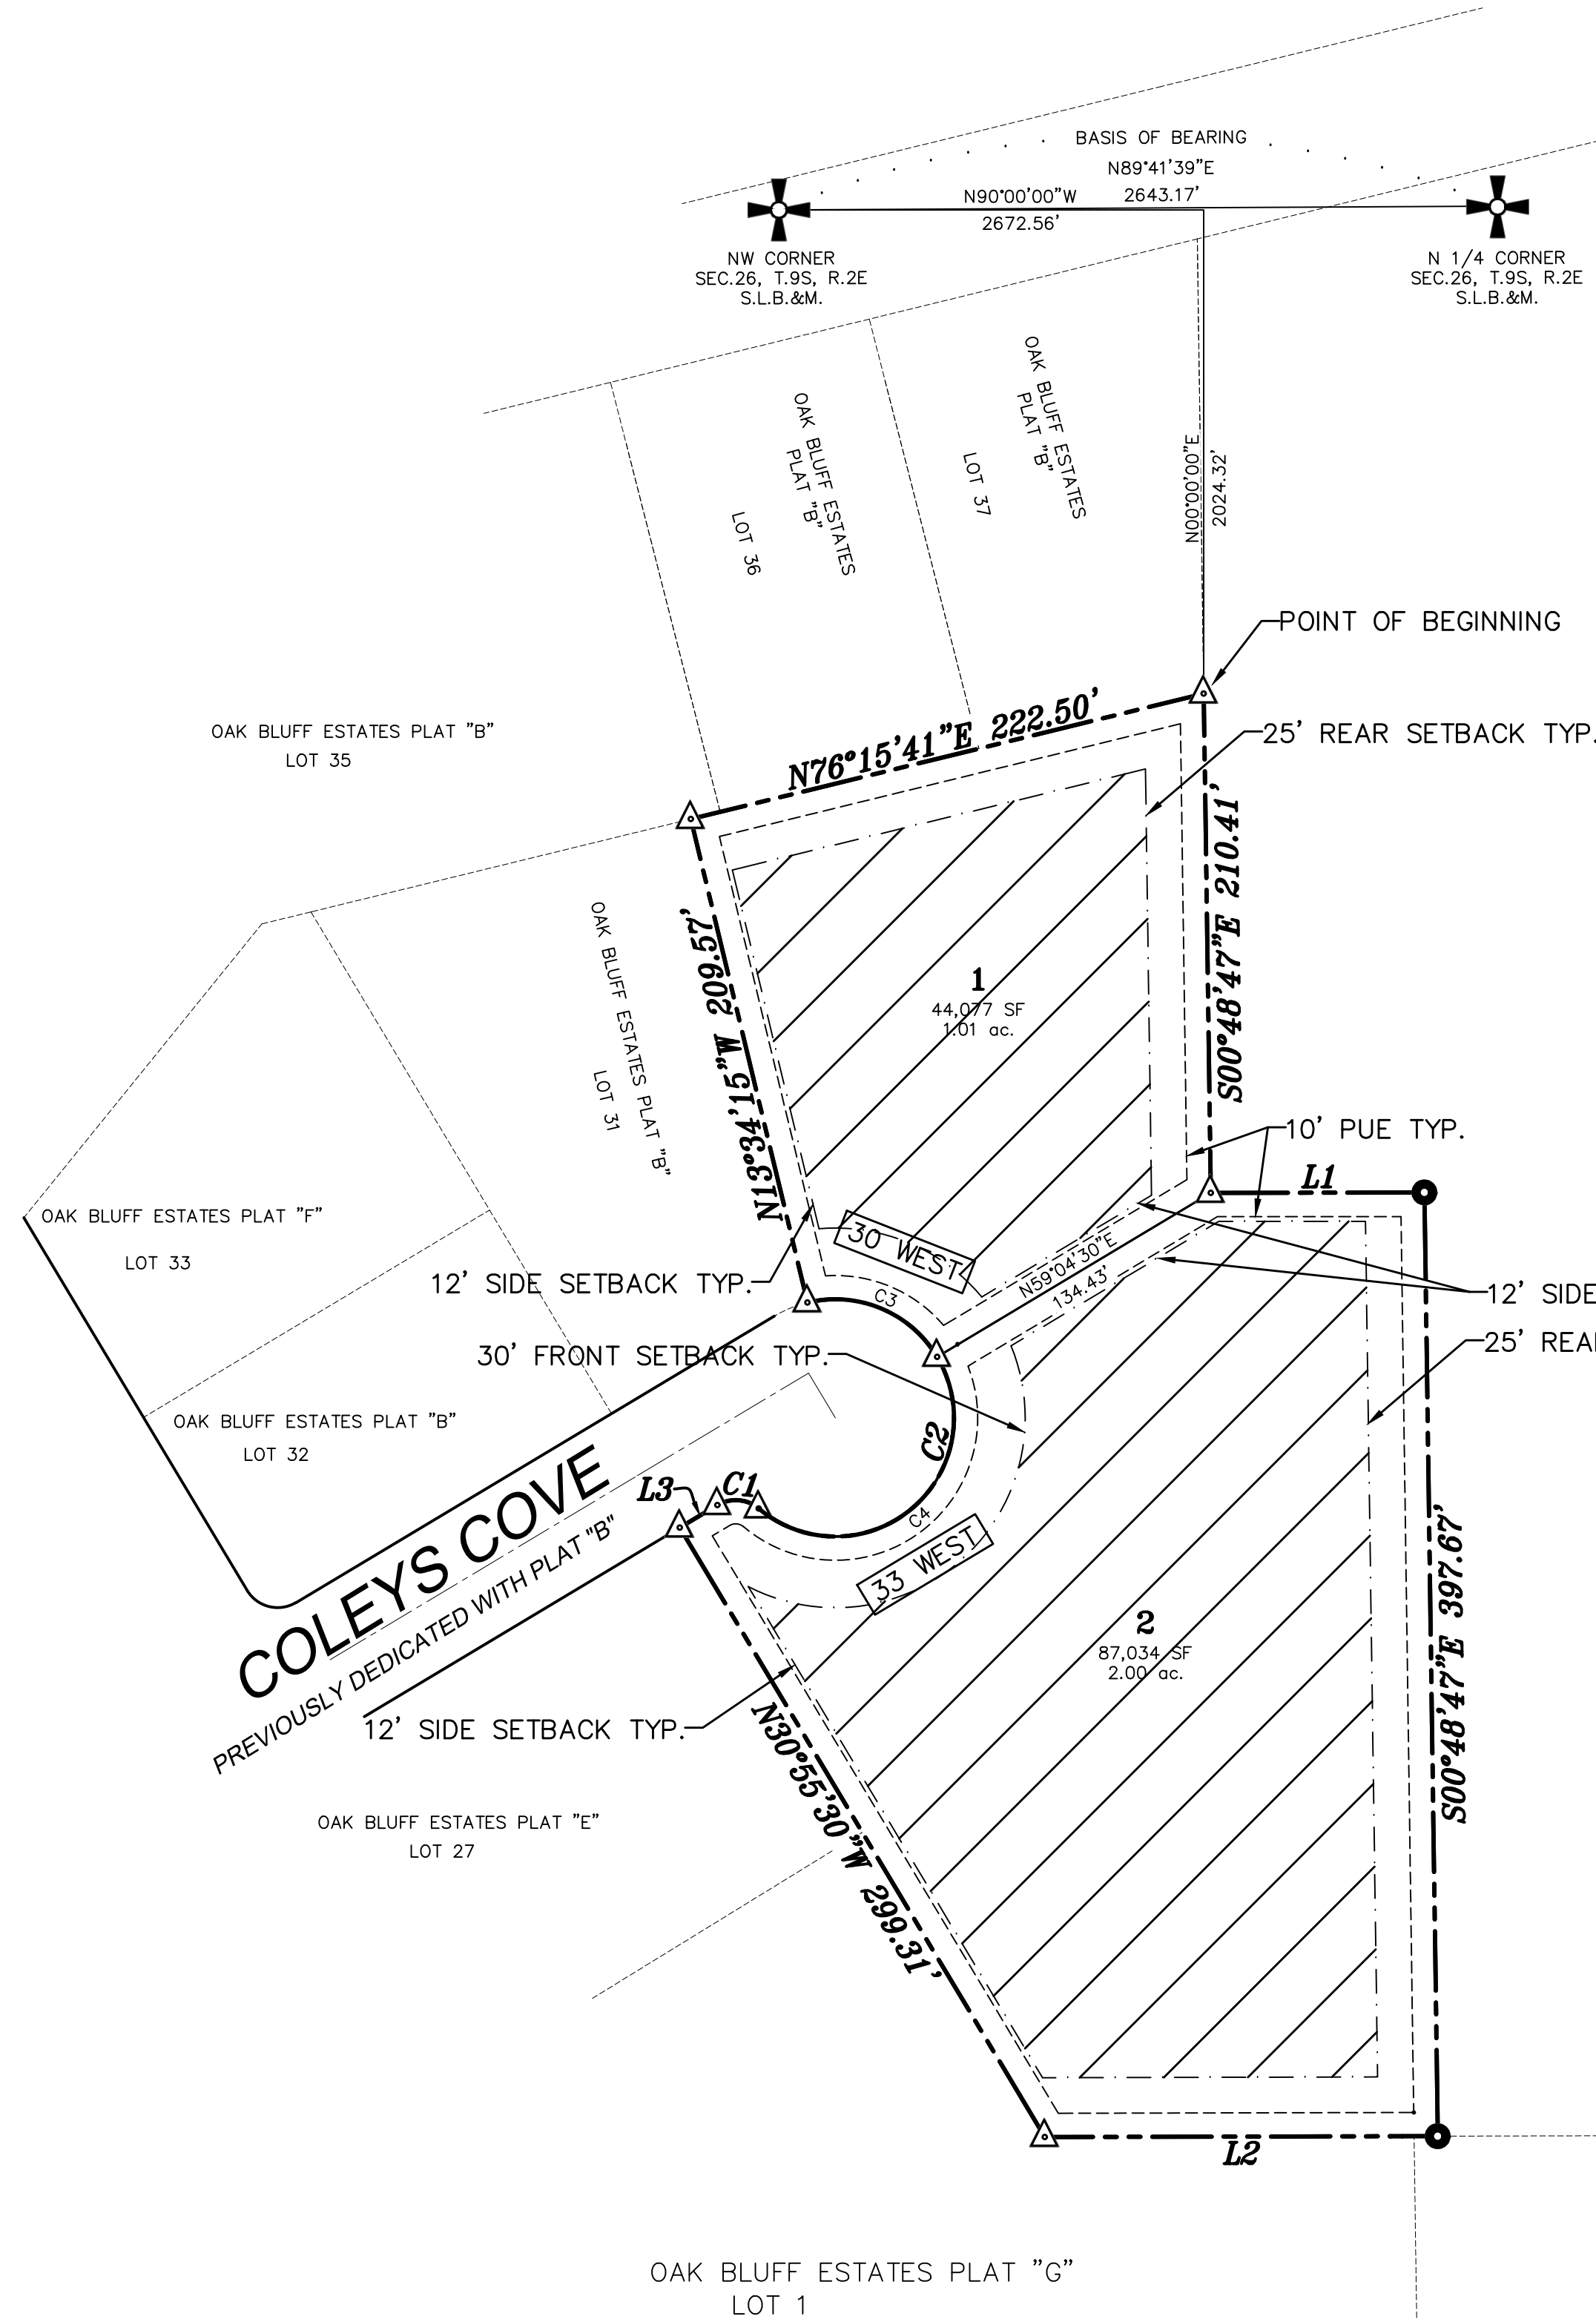 BASIS OF BEARING
N89°41'39"E
2643.17'
N90°00'00"W
2672.56'
NW CORNER
SEC.26, T.9S, R.2E
S.L.B.&M.
N 1/4 CORNER
SEC.26, T.9S, R.2E
S.L.B.&M.
OAK BLUFF ESTATES
PLAT "B"
LOT 37
OAK BLUFF ESTATES
PLAT "B"
LOT 36
N00°00'00"E
2024.32'
POINT OF BEGINNING
OAK BLUFF ESTATES PLAT "B"
LOT 35
N76°15'41"E 222.50'
25' REAR SETBACK TYP.
S00°48'47"E 210.41'
N13°34'15"W 209.57'
OAK BLUFF ESTATES PLAT "B"
LOT 31
1
44,077 SF
1.01 ac.
10' PUE TYP.
L1
OAK BLUFF ESTATES PLAT "F"
LOT 33
30 WEST
N59°04'30"E
134.43'
12' SIDE SETBACK TYP.
C3
12' SIDE
30' FRONT SETBACK TYP.
25' REA
OAK BLUFF ESTATES PLAT "B"
LOT 32
C2
L3
C1
C4
COLEYS COVE
PREVIOUSLY DEDICATED WITH PLAT "B"
33 WEST
2
87,034 SF
2.00 ac.
S00°48'47"E 397.67'
12' SIDE SETBACK TYP.
N30°55'30"W 299.31'
OAK BLUFF ESTATES PLAT "E"
LOT 27
L2
OAK BLUFF ESTATES PLAT "G"
LOT 1